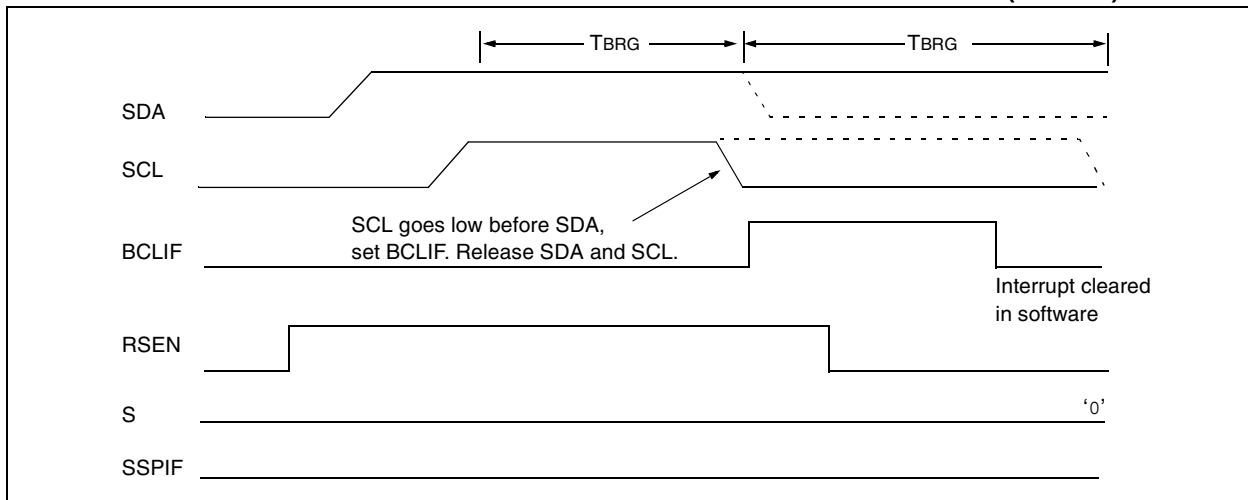 TBRG
TBRG
SDA
SCL
SCL goes low before SDA,
set BCLIF. Release SDA and SCL.
BCLIF
Interrupt cleared
in software
RSEN
S
‘0’
SSPIF